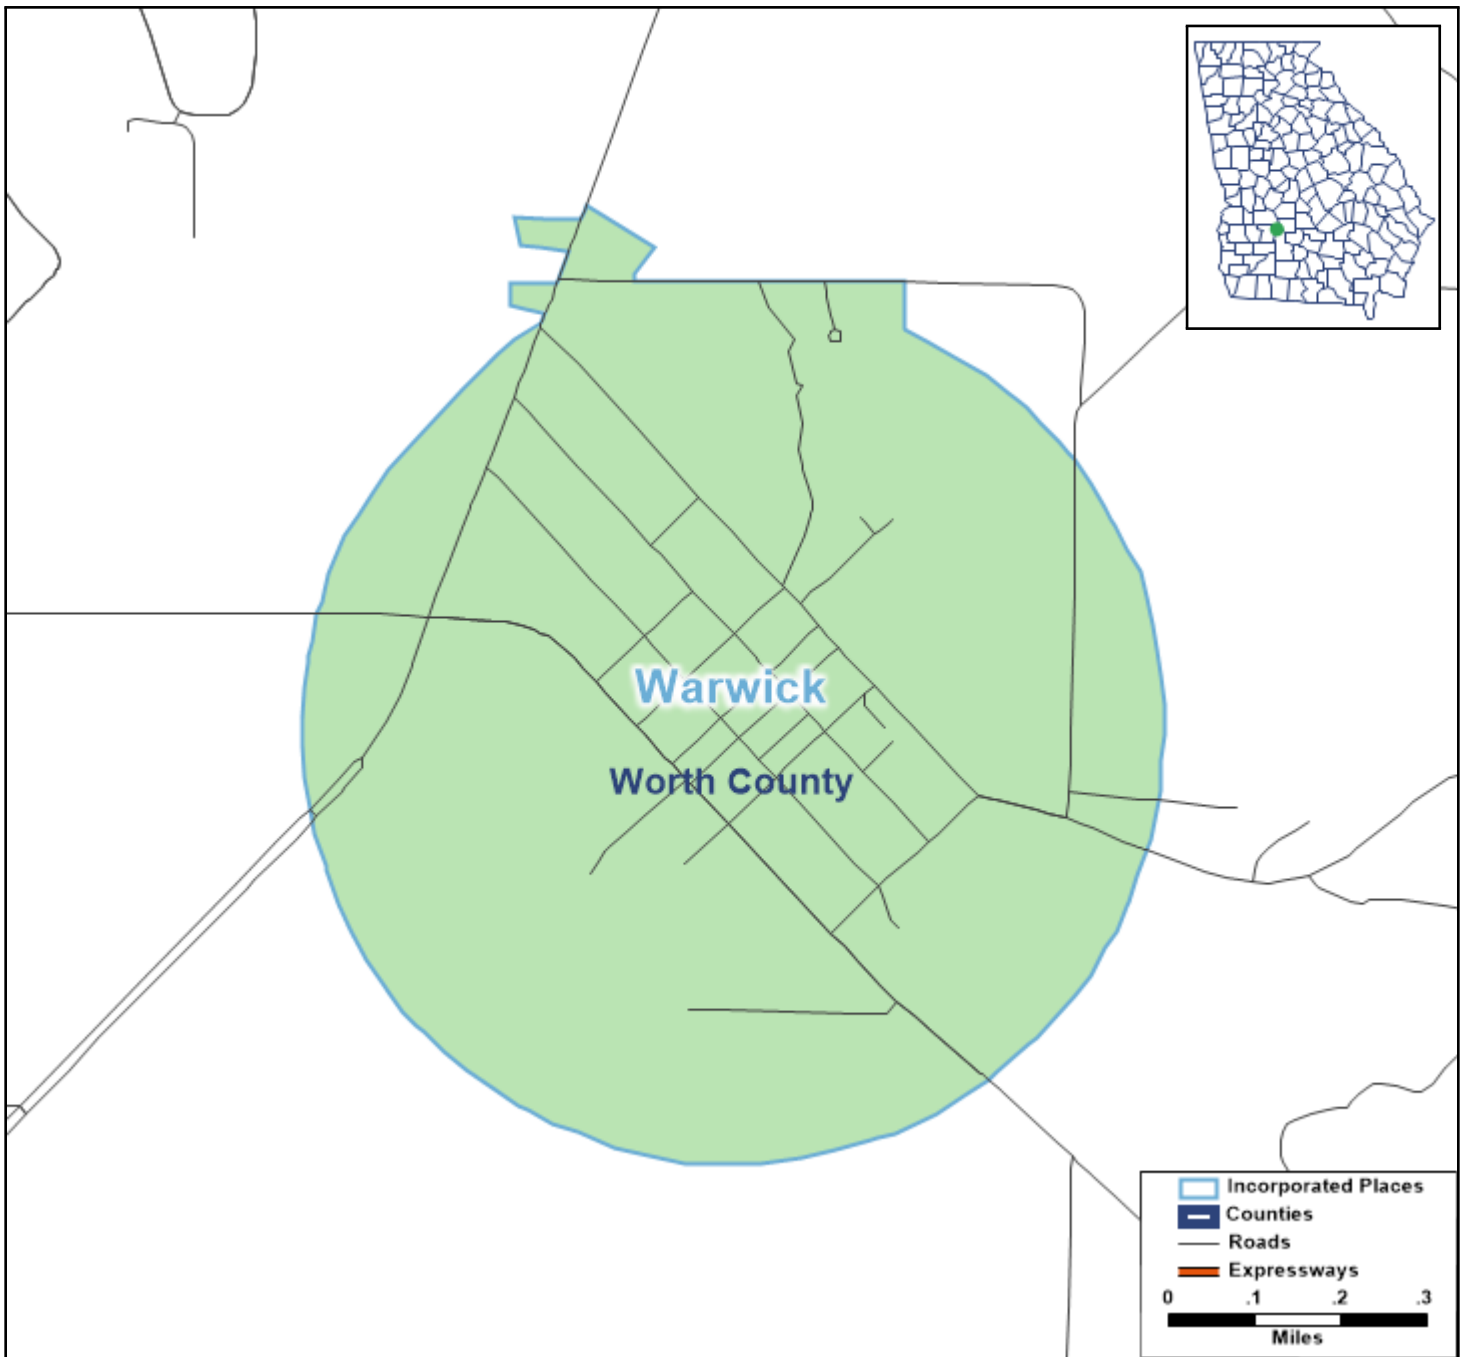 Warwick
Worth County
Incorporated Places
Counties
Roads
Expressways
0 .1 .2 .3
Miles